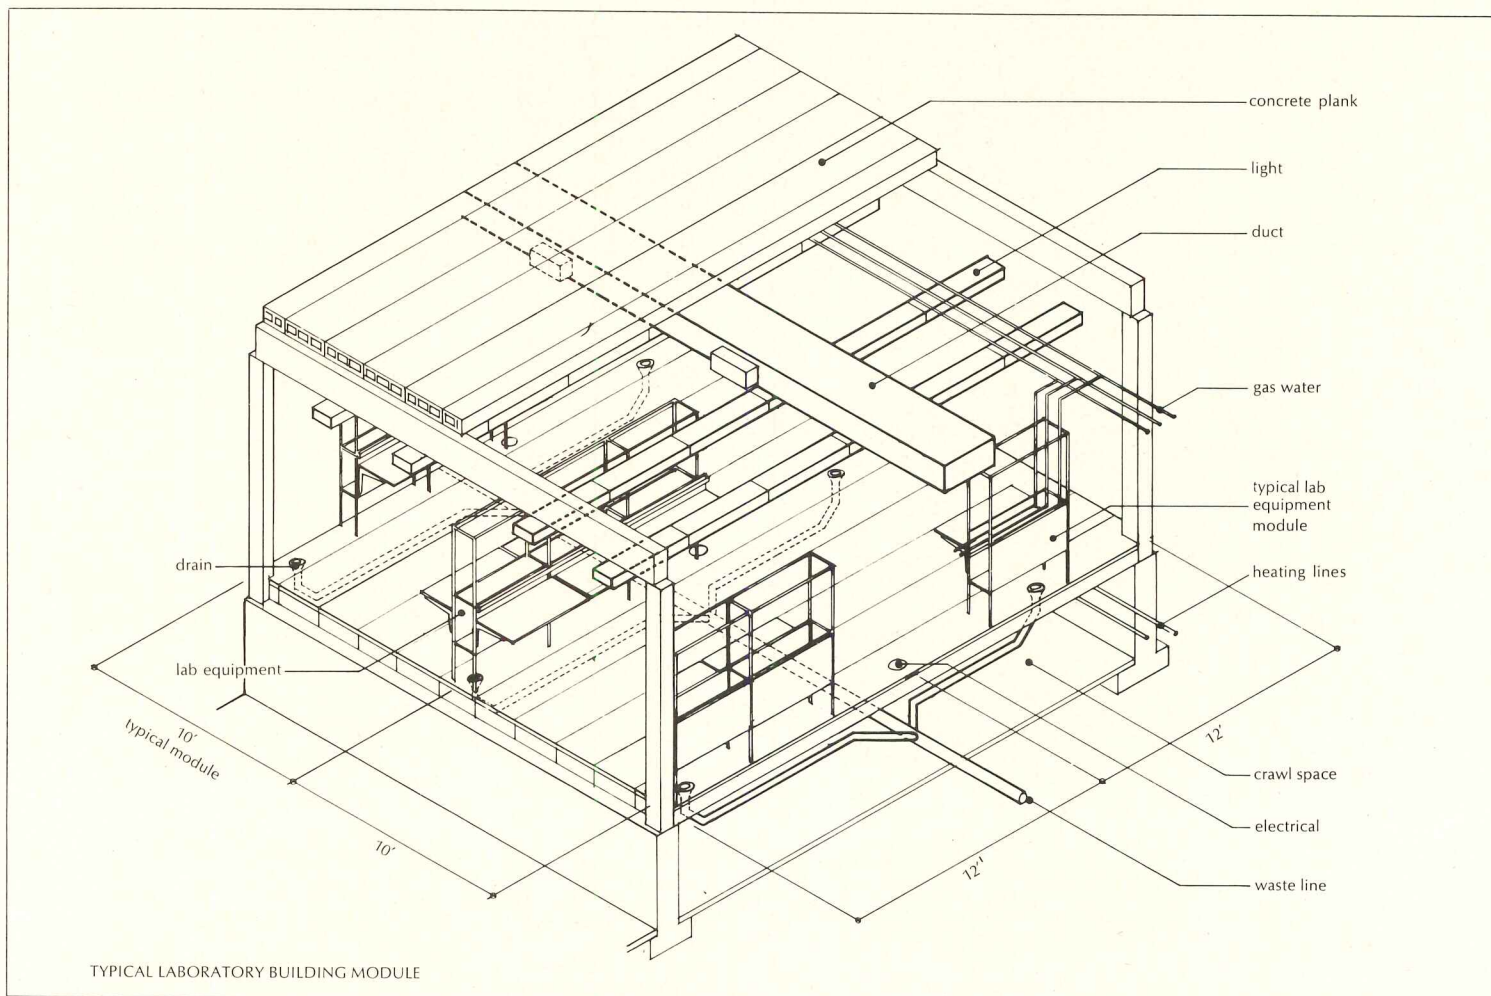 concrete plank
light
duct
gas water
typical lab
equipment
module
heating lines
drain
lab equipment
10'
typical module
10'
12'
12''
crawl space
electrical
waste line
TYPICAL LABORATORY BUILDING MODULE